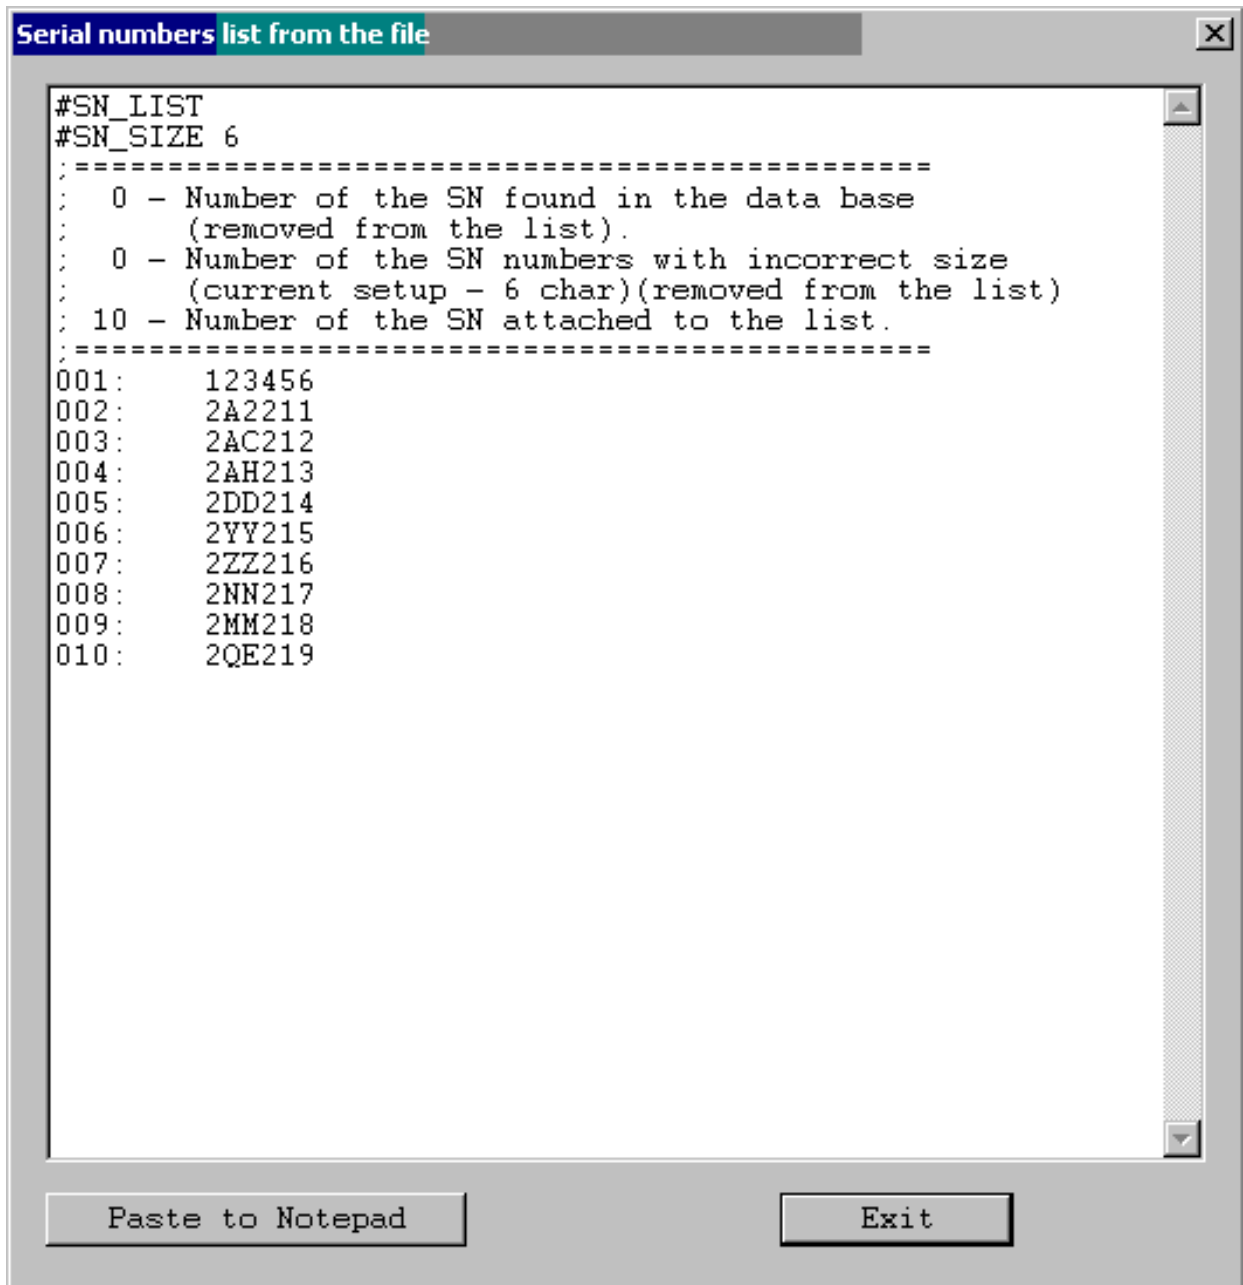 Serial numbers list from the file
#SN_LIST
#SN_SIZE 6
;==============================================
;  0 - Number of the SN found in the data base
;      (removed from the list).
;  0 - Number of the SN numbers with incorrect size
;      (current setup - 6 char)(removed from the list)
; 10 - Number of the SN attached to the list.
;==============================================
001:    123456
002:    2A2211
003:    2AC212
004:    2AH213
005:    2DD214
006:    2YY215
007:    2ZZ216
008:    2NN217
009:    2MM218
010:    2QE219
Paste to Notepad
Exit